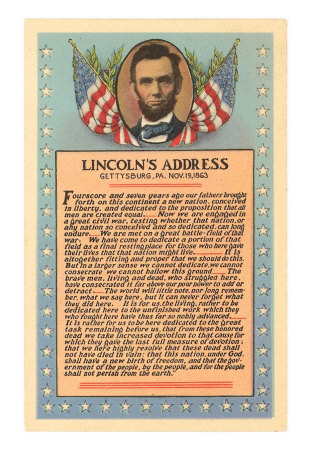 LINCOLN'S ADDRESS
GETTYSBURG, PA. NOV. 19, 1863
Fourscore and seven years ago our fathers brought
forth on this continent a new nation, conceived
in liberty, and dedicated to the proposition that all
men are created equal. Now we are engaged in
a great civil war, testing whether that nation, or
any nation so conceived and so dedicated, can long
endure. We are met on a great battle-field of that
war. We have come to dedicate a portion of that
field as a final resting place for those who here gave
their lives that that nation might live. It is
altogether fitting and proper that we should do this.
But in a larger sense we cannot dedicate, we cannot
consecrate we cannot hallow this ground The
brave men, living and dead, who struggled here,
have consecrated it far above our poor power to add or
detract The world will little note, nor long remem-
ber, what we say here, but it can never forget what
they did here. It is for us, the living, rather to be
dedicated here to the unfinished work which they
who fought here have thus far so nobly advanced.
It is rather for us to be here dedicated to the great
task remaining before us, that from these honored
dead we take increased devotion to that cause for
which they gave the last full measure of devotion:
that we here highly resolve that these dead shall
not have died in vain: that this nation, under God,
shall have a new birth of freedom, and that the gov-
ernment of the people, by the people, and for the people
shall not perish from the earth."